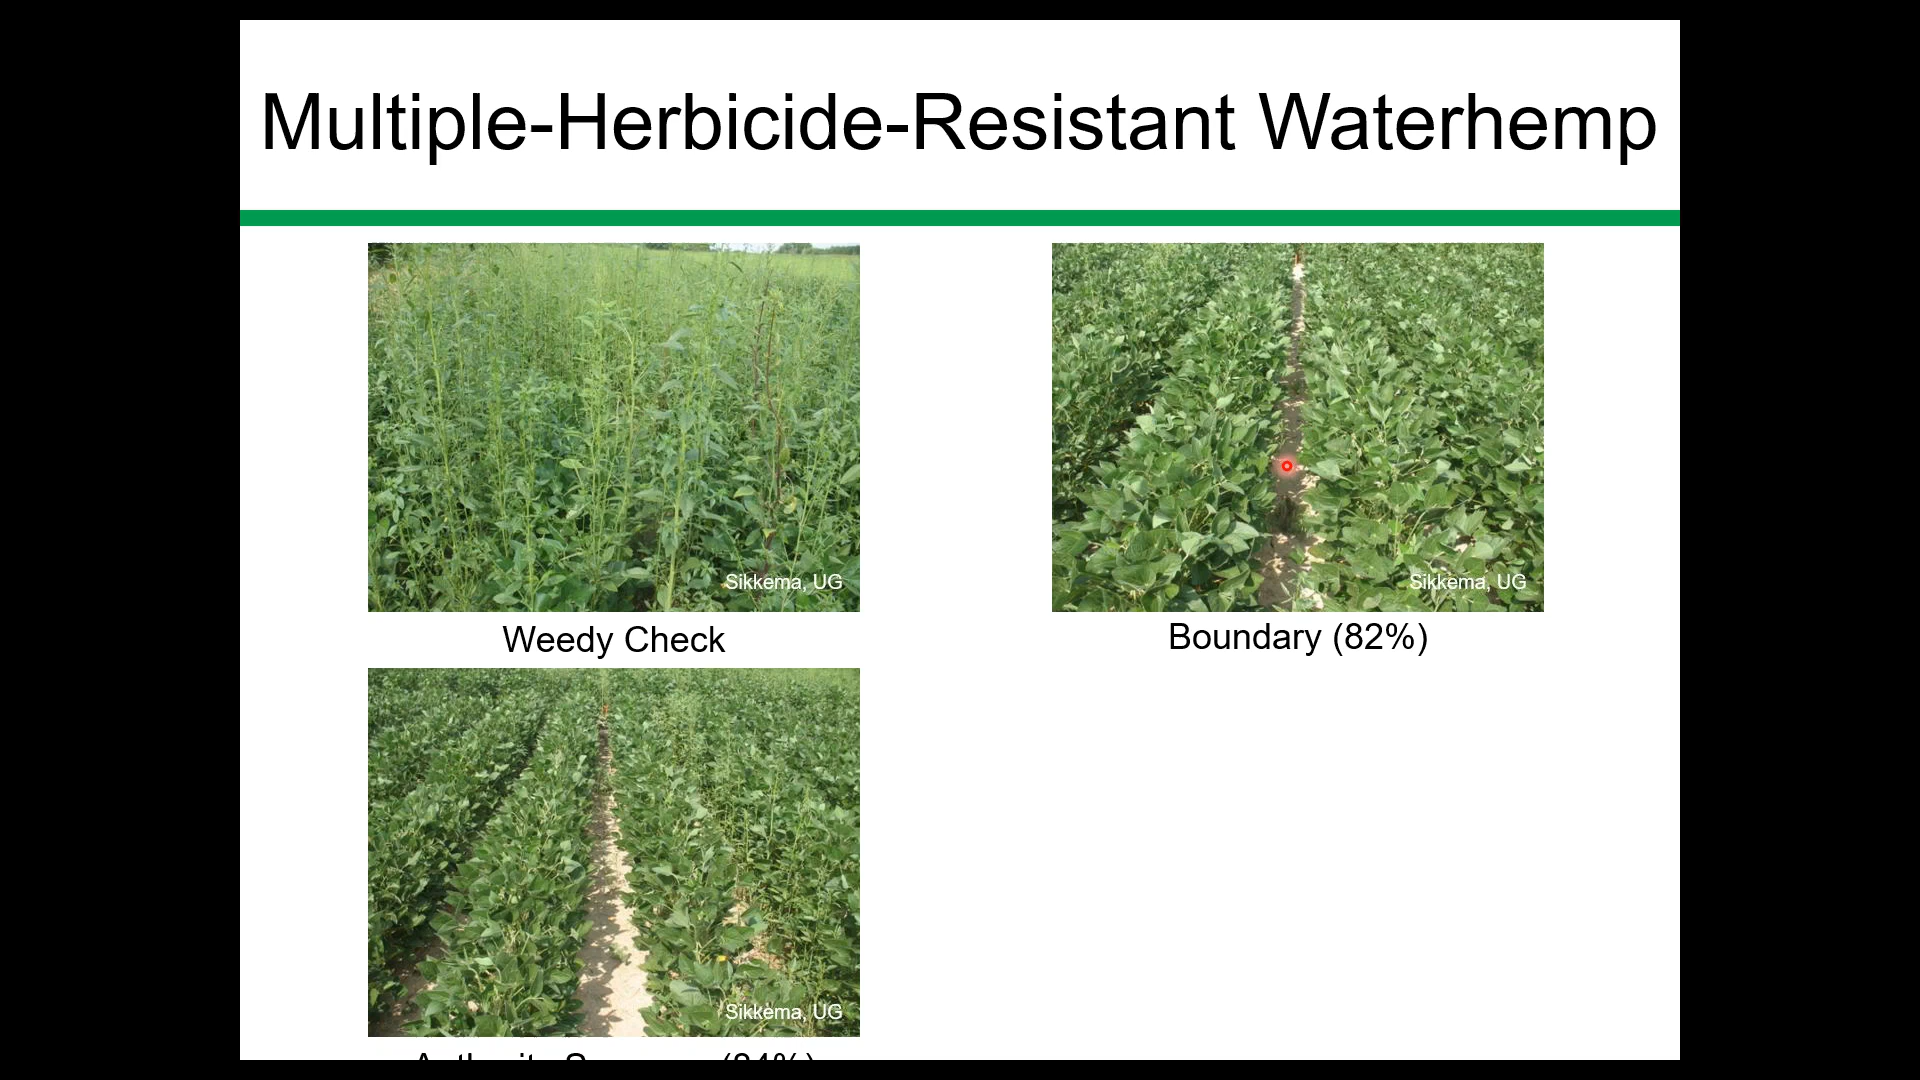 Multiple-Herbicide-Resistant Waterhemp
Sikkema, UG
Sikkema, UG
Weedy Check
Boundary (82%)
Sikkema, UG